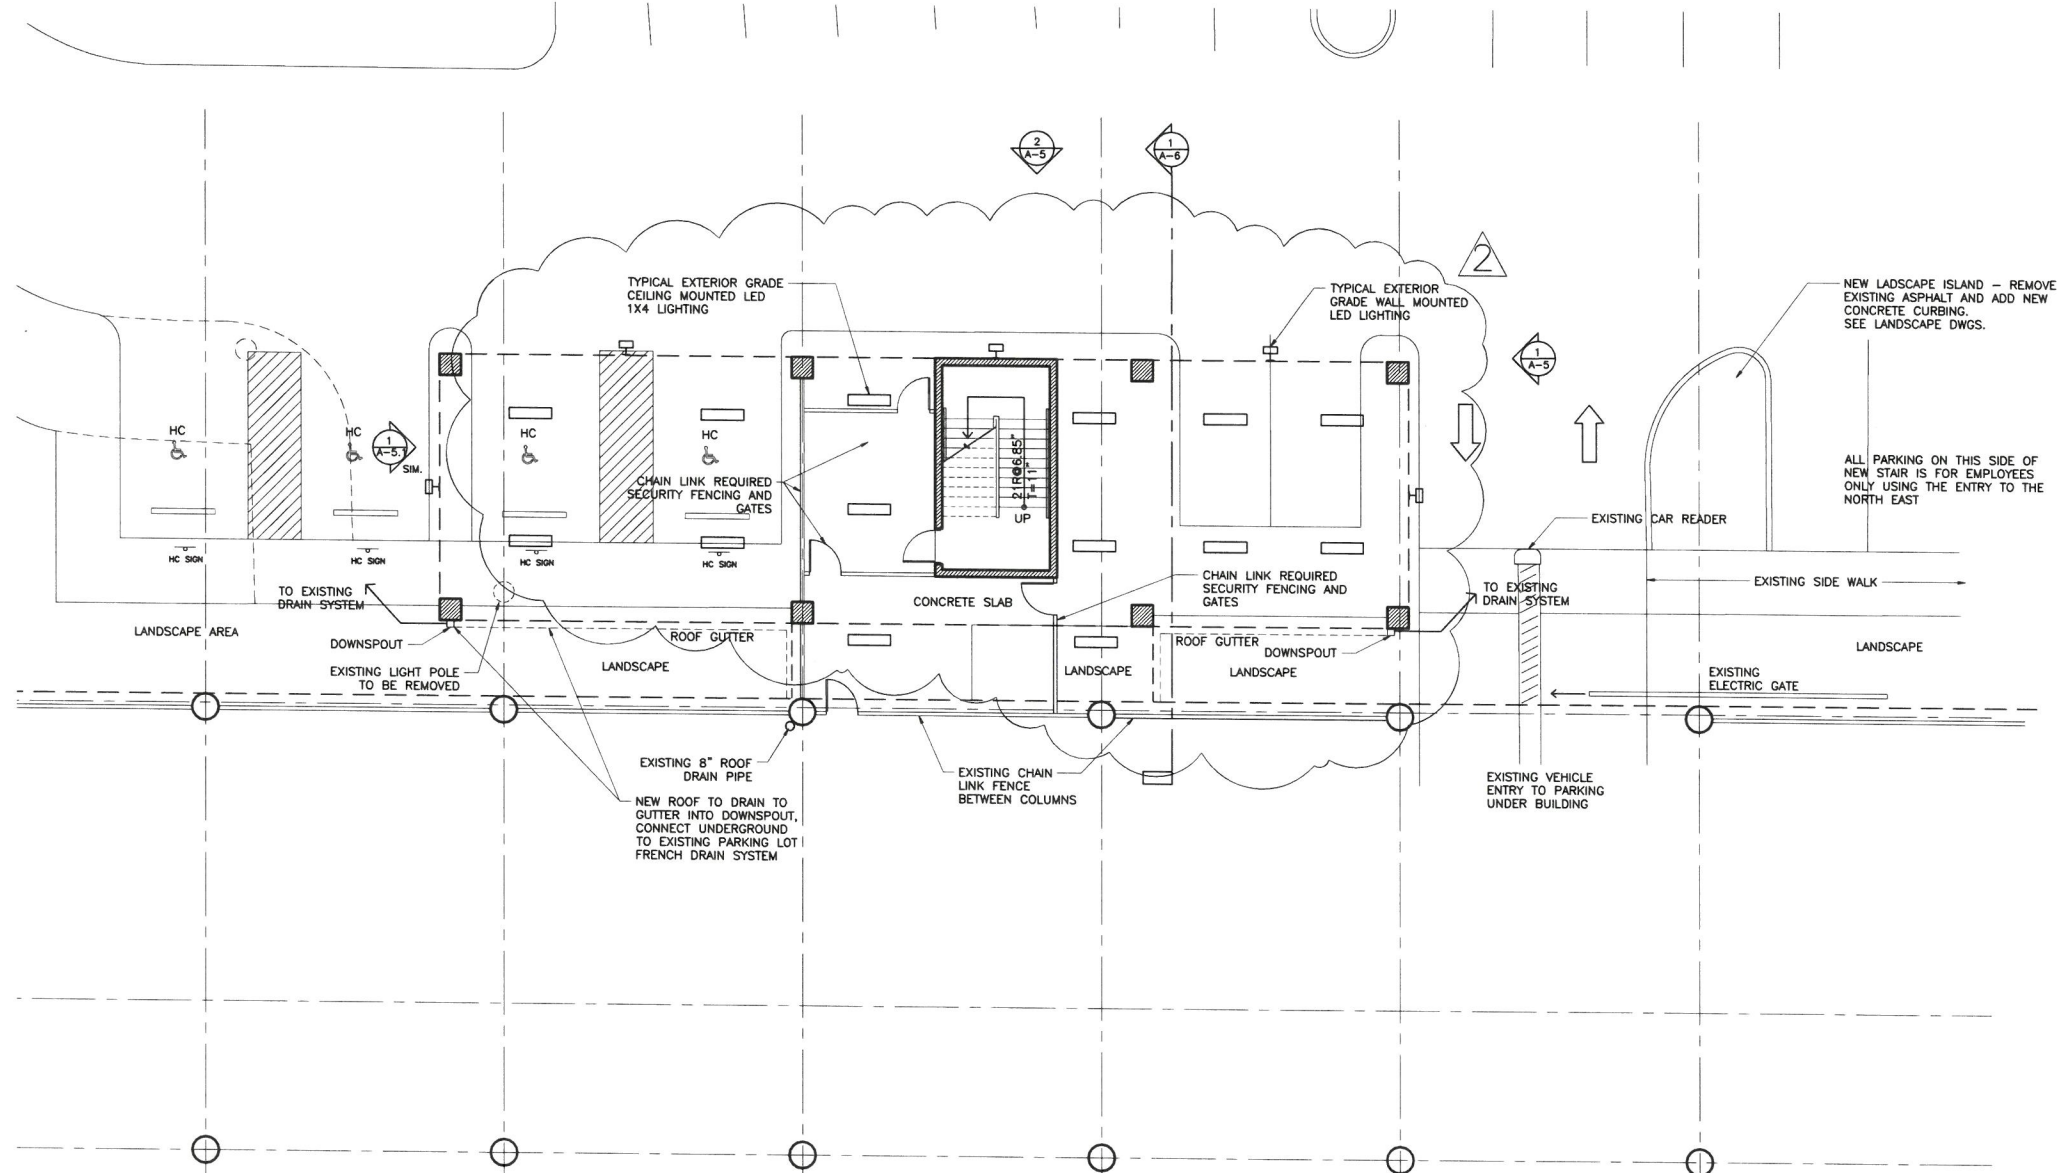 2
A-5
1
A-6
2
TYPICAL EXTERIOR GRADE
CEILING MOUNTED LED
1X4 LIGHTING
TYPICAL EXTERIOR
GRADE WALL MOUNTED
LED LIGHTING
NEW LADSCAPE ISLAND – REMOVE
EXISTING ASPHALT AND ADD NEW
CONCRETE CURBING.
SEE LANDSCAPE DWGS.
1
A-5
HC
HC
HC
HC
1
A-5.1
SIM.
CHAIN LINK REQUIRED
SECURITY FENCING AND
GATES
21R@6.85"
T=11"
UP
ALL PARKING ON THIS SIDE OF
NEW STAIR IS FOR EMPLOYEES
ONLY USING THE ENTRY TO THE
NORTH EAST
EXISTING CAR READER
HC SIGN
HC SIGN
HC SIGN
HC SIGN
CHAIN LINK REQUIRED
SECURITY FENCING AND
GATES
EXISTING SIDE WALK
TO EXISTING
DRAIN SYSTEM
TO EXISTING
DRAIN SYSTEM
CONCRETE SLAB
LANDSCAPE AREA
DOWNSPOUT
ROOF GUTTER
ROOF GUTTER
DOWNSPOUT
EXISTING LIGHT POLE
TO BE REMOVED
LANDSCAPE
LANDSCAPE
LANDSCAPE
LANDSCAPE
EXISTING
ELECTRIC GATE
EXISTING 8" ROOF
DRAIN PIPE
EXISTING CHAIN
LINK FENCE
BETWEEN COLUMNS
EXISTING VEHICLE
ENTRY TO PARKING
UNDER BUILDING
NEW ROOF TO DRAIN TO
GUTTER INTO DOWNSPOUT,
CONNECT UNDERGROUND
TO EXISTING PARKING LOT
FRENCH DRAIN SYSTEM